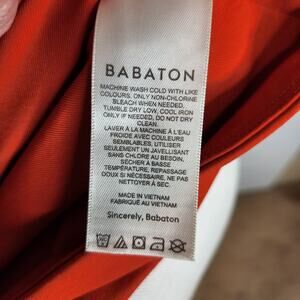 BABATON
MACHINE WASH COLD WITH LIKE
COLOURS, ONLY NON-CHLORINE
BLEACH WHEN NEEDED,
TUMBLE DRY LOW, COOL IRON
ONLY IF NEEDED, DO NOT DRY
CLEAN.
LAVER À LA MACHINE À L'EAU
FROIDE AVEC COULEURS
SEMBLABLES, UTILISER
SEULEMENT UN JAVELLISANT
SANS CHLORE AU BESOIN,
SÉCHER À BASSE
TEMPÉRATURE, REPASSAGE
DOUX SI NÉCESSAIRE, NE PAS
NETTOYER À SEC.
MADE IN VIETNAM
FABRIQUÉ AU VIETNAM
Sincerely, Babaton